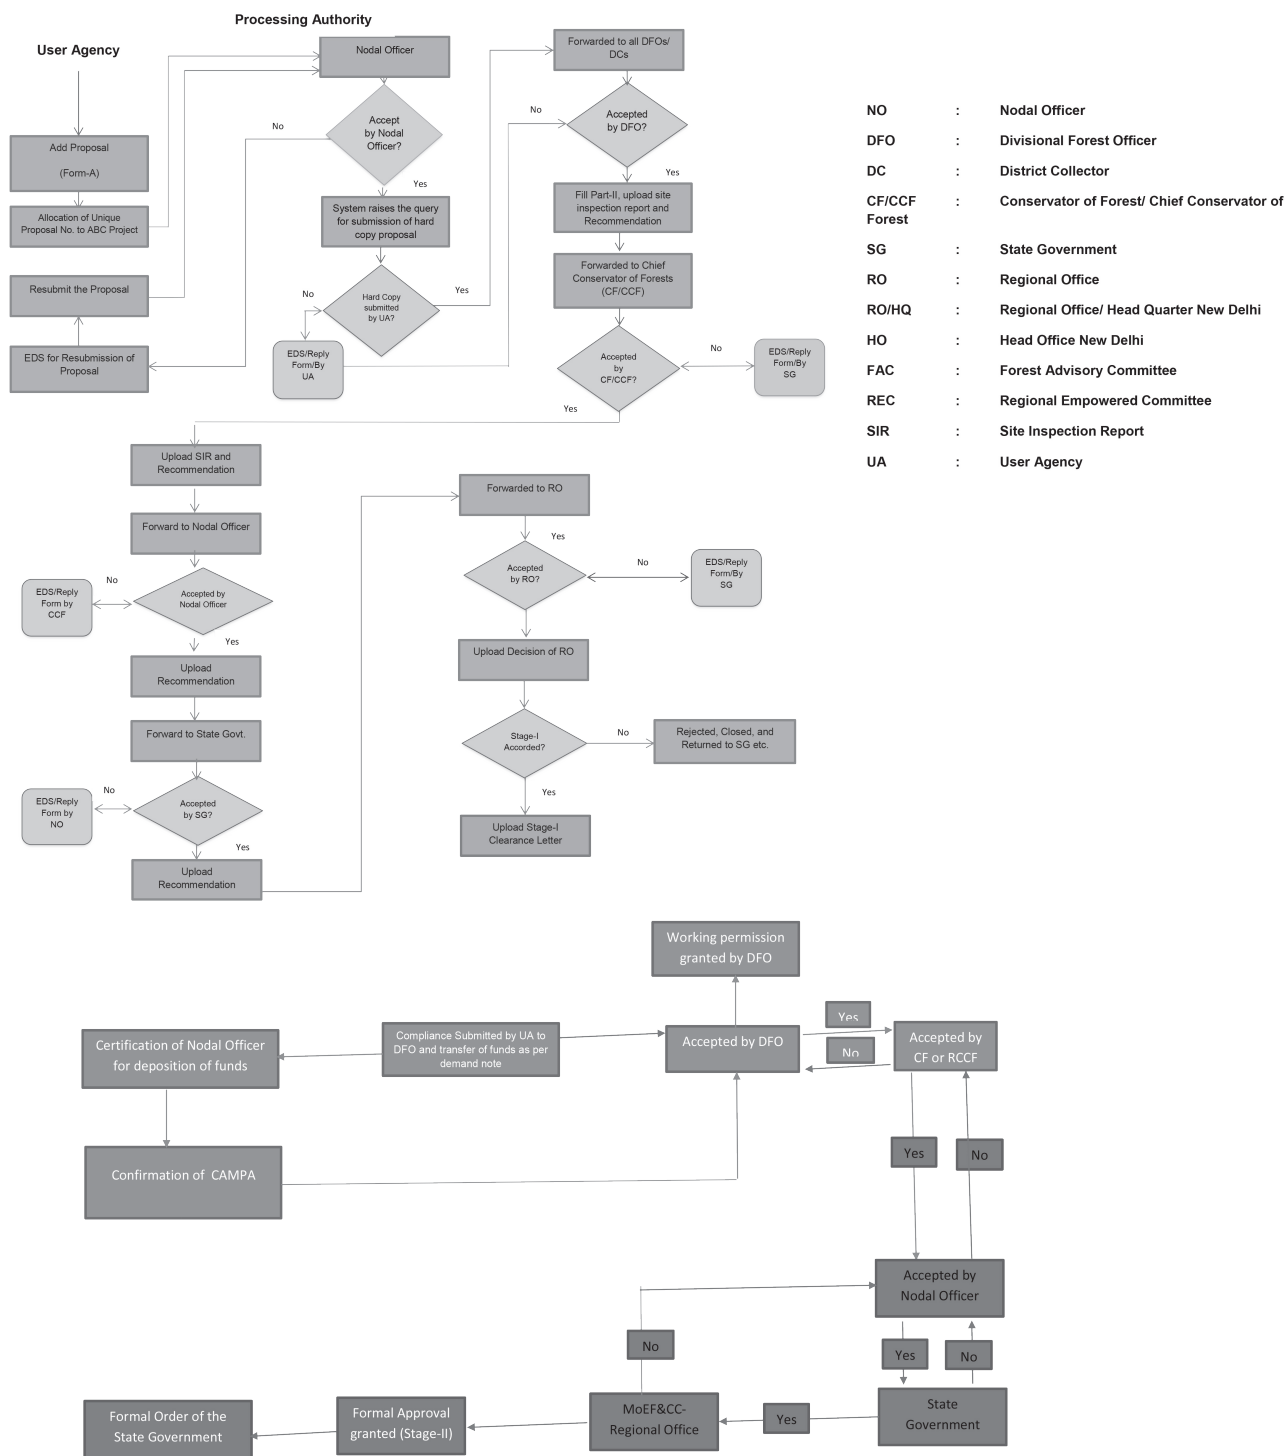 Processing Authority
User Agency
Nodal Officer
Accept
by Nodal
Officer?
No
Yes
Add Proposal
(Form-A)
Allocation of Unique
Proposal No. to ABC Project
Resubmit the Proposal
EDS for Resubmission of
Proposal
System raises the query
for submission of hard
copy proposal
Hard Copy
submitted
by UA?
No
Yes
EDS/Reply
Form/By
UA
Forwarded to all DFOs/
DCs
No
Accepted
by DFO?
Yes
Fill Part-II, upload site
inspection report and
Recommendation
Forwarded to Chief
Conservator of Forests
(CF/CCF)
Accepted
by
CF/CCF?
No
EDS/Reply
Form/By
SG
Yes
NO : Nodal Officer
DFO : Divisional Forest Officer
DC : District Collector
CF/CCF : Conservator of Forest/ Chief Conservator of
Forest
SG : State Government
RO : Regional Office
RO/HQ : Regional Office/ Head Quarter New Delhi
HO : Head Office New Delhi
FAC : Forest Advisory Committee
REC : Regional Empowered Committee
SIR : Site Inspection Report
UA : User Agency
Upload SIR and
Recommendation
Forward to Nodal Officer
Accepted by
Nodal Officer
No
EDS/Reply
Form by
CCF
Yes
Upload
Recommendation
Forward to State Govt.
Accepted
by SG?
No
EDS/Reply
Form by
NO
Yes
Upload
Recommendation
Forwarded to RO
Yes
Accepted
by RO?
No
EDS/Reply
Form/By
SG
Upload Decision of RO
Stage-I
Accorded?
No
Rejected, Closed, and
Returned to SG etc.
Yes
Upload Stage-I
Clearance Letter
Working permission
granted by DFO
Certification of Nodal Officer
for deposition of funds
Compliance Submitted by UA to
DFO and transfer of funds as per
demand note
Accepted by DFO
Yes
No
Accepted by
CF or RCCF
Confirmation of CAMPA
Yes
No
Accepted by
Nodal Officer
No
Yes
No
Formal Order of the
State Government
Formal Approval
granted (Stage-II)
MoEF&CC-
Regional Office
Yes
State
Government